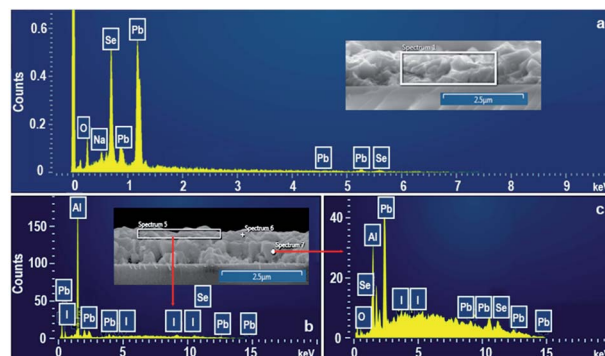 a
0.6
Se
Pb
Spectrum 1
2.5µm
Counts
0.4
0.2
O
Na
Pb
Pb
Pb
Se
0
0 1 2 3 4 5 6 7 8 9
keV
150
Al
Spectrum 5
Spectrum 6
Spectrum 7
2.5µm
Counts
100
50
Pb
I
Pb
Pb
I
I
I
Se
Pb
Pb
0
b
0 5 10 15 20
keV
c
40
Pb
Al
20
Se
O
I
I
Pb
Pb
Se
Pb
Pb
0
0 5 10 15
keV